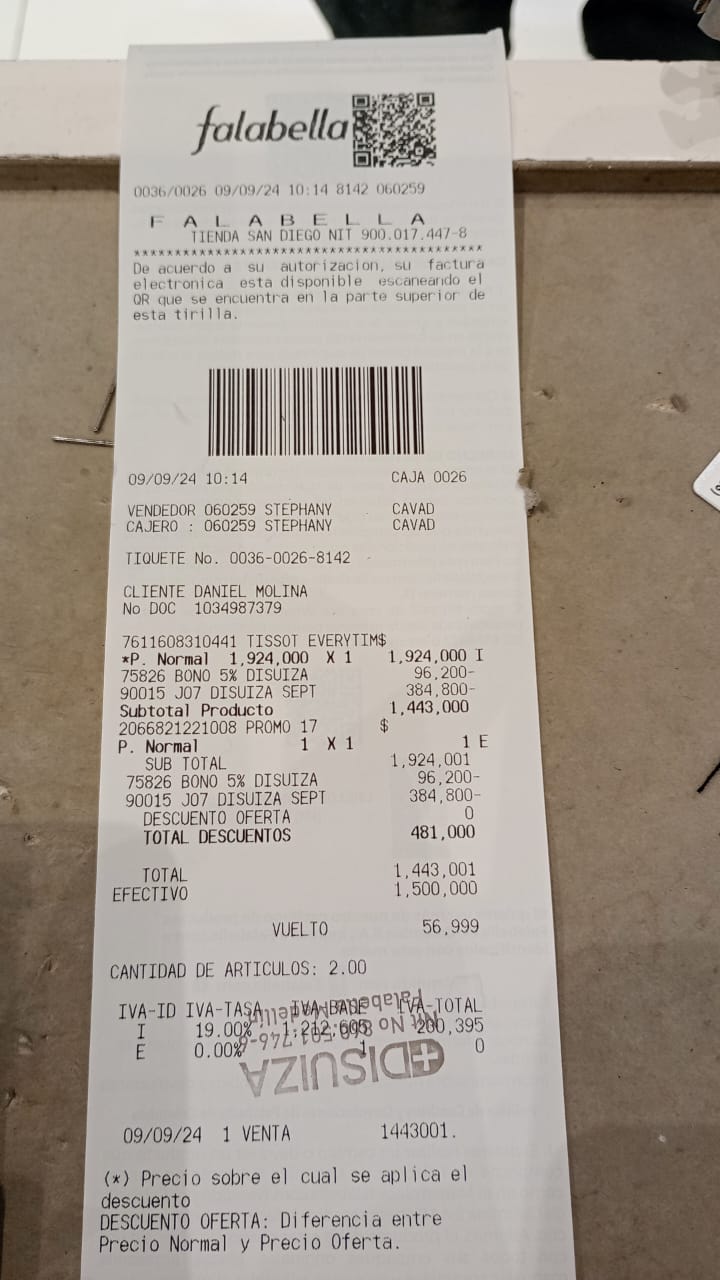 falabella
0036/0026 09/09/24 10:14 8142 060259
F A L A B E L L A
TIENDA SAN DIEGO NIT 900.017.447-8
********************************************
De acuerdo a su autorizacion, su factura
electronica esta disponible escaneando el
QR que se encuentra en la parte superior de
esta tirilla.
09/09/24 10:14 CAJA 0026
VENDEDOR 060259 STEPHANY CAVAD
CAJERO : 060259 STEPHANY CAVAD
TIQUETE No. 0036-0026-8142
CLIENTE DANIEL MOLINA
No DOC 1034987379
7611608310441 TISSOT EVERYTIM$
*P. Normal 1,924,000 X 1 1,924,000 I
75826 BONO 5% DISUIZA 96,200-
90015 J07 DISUIZA SEPT 384,800-
Subtotal Producto 1,443,000
2066821221008 PROMO 17 $
P. Normal 1 X 1 1 E
SUB TOTAL 1,924,001
75826 BONO 5% DISUIZA 96,200-
90015 J07 DISUIZA SEPT 384,800-
DESCUENTO OFERTA 0
TOTAL DESCUENTOS 481,000
TOTAL 1,443,001
EFECTIVO 1,500,000
VUELTO 56,999
CANTIDAD DE ARTICULOS: 2.00
IVA-ID IVA-TASA IVA-BASE IVA-TOTAL
I 19.00% 1,212,605 230,395
E 0.00% 1 0
DISUIZA
Falabella Medellin
09/09/24 1 VENTA 1443001.
(*) Precio sobre el cual se aplica el
descuento
DESCUENTO OFERTA: Diferencia entre
Precio Normal y Precio Oferta.